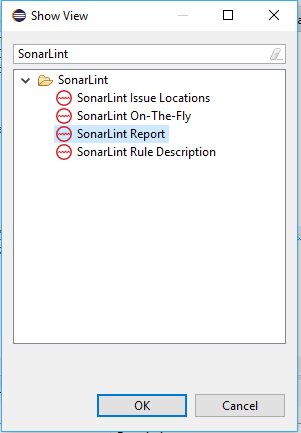 Show View
SonarLint
SonarLint
SonarLint Issue Locations
SonarLint On-The-Fly
SonarLint Report
SonarLint Rule Description
OK
Cancel